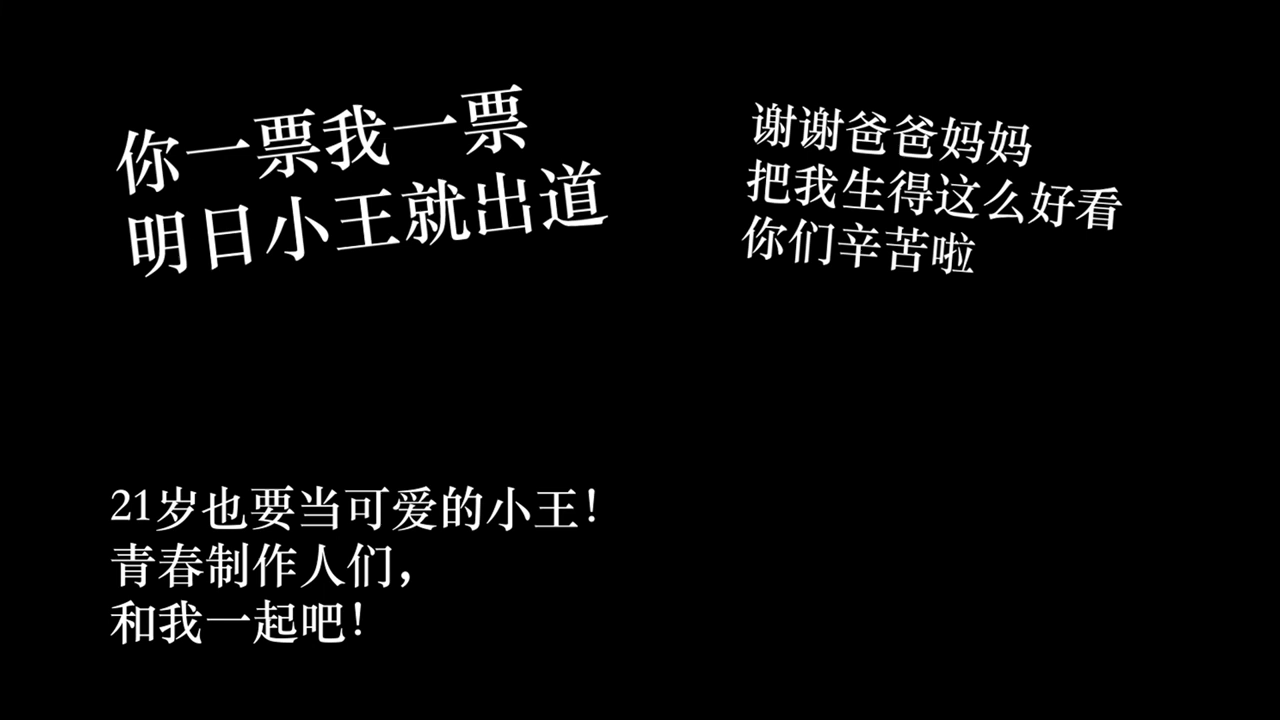 你一票我一票
明日小王就出道
谢谢爸爸妈妈
把我生得这么好看
你们辛苦啦
21岁也要当可爱的小王！
青春制作人们，
和我一起吧！